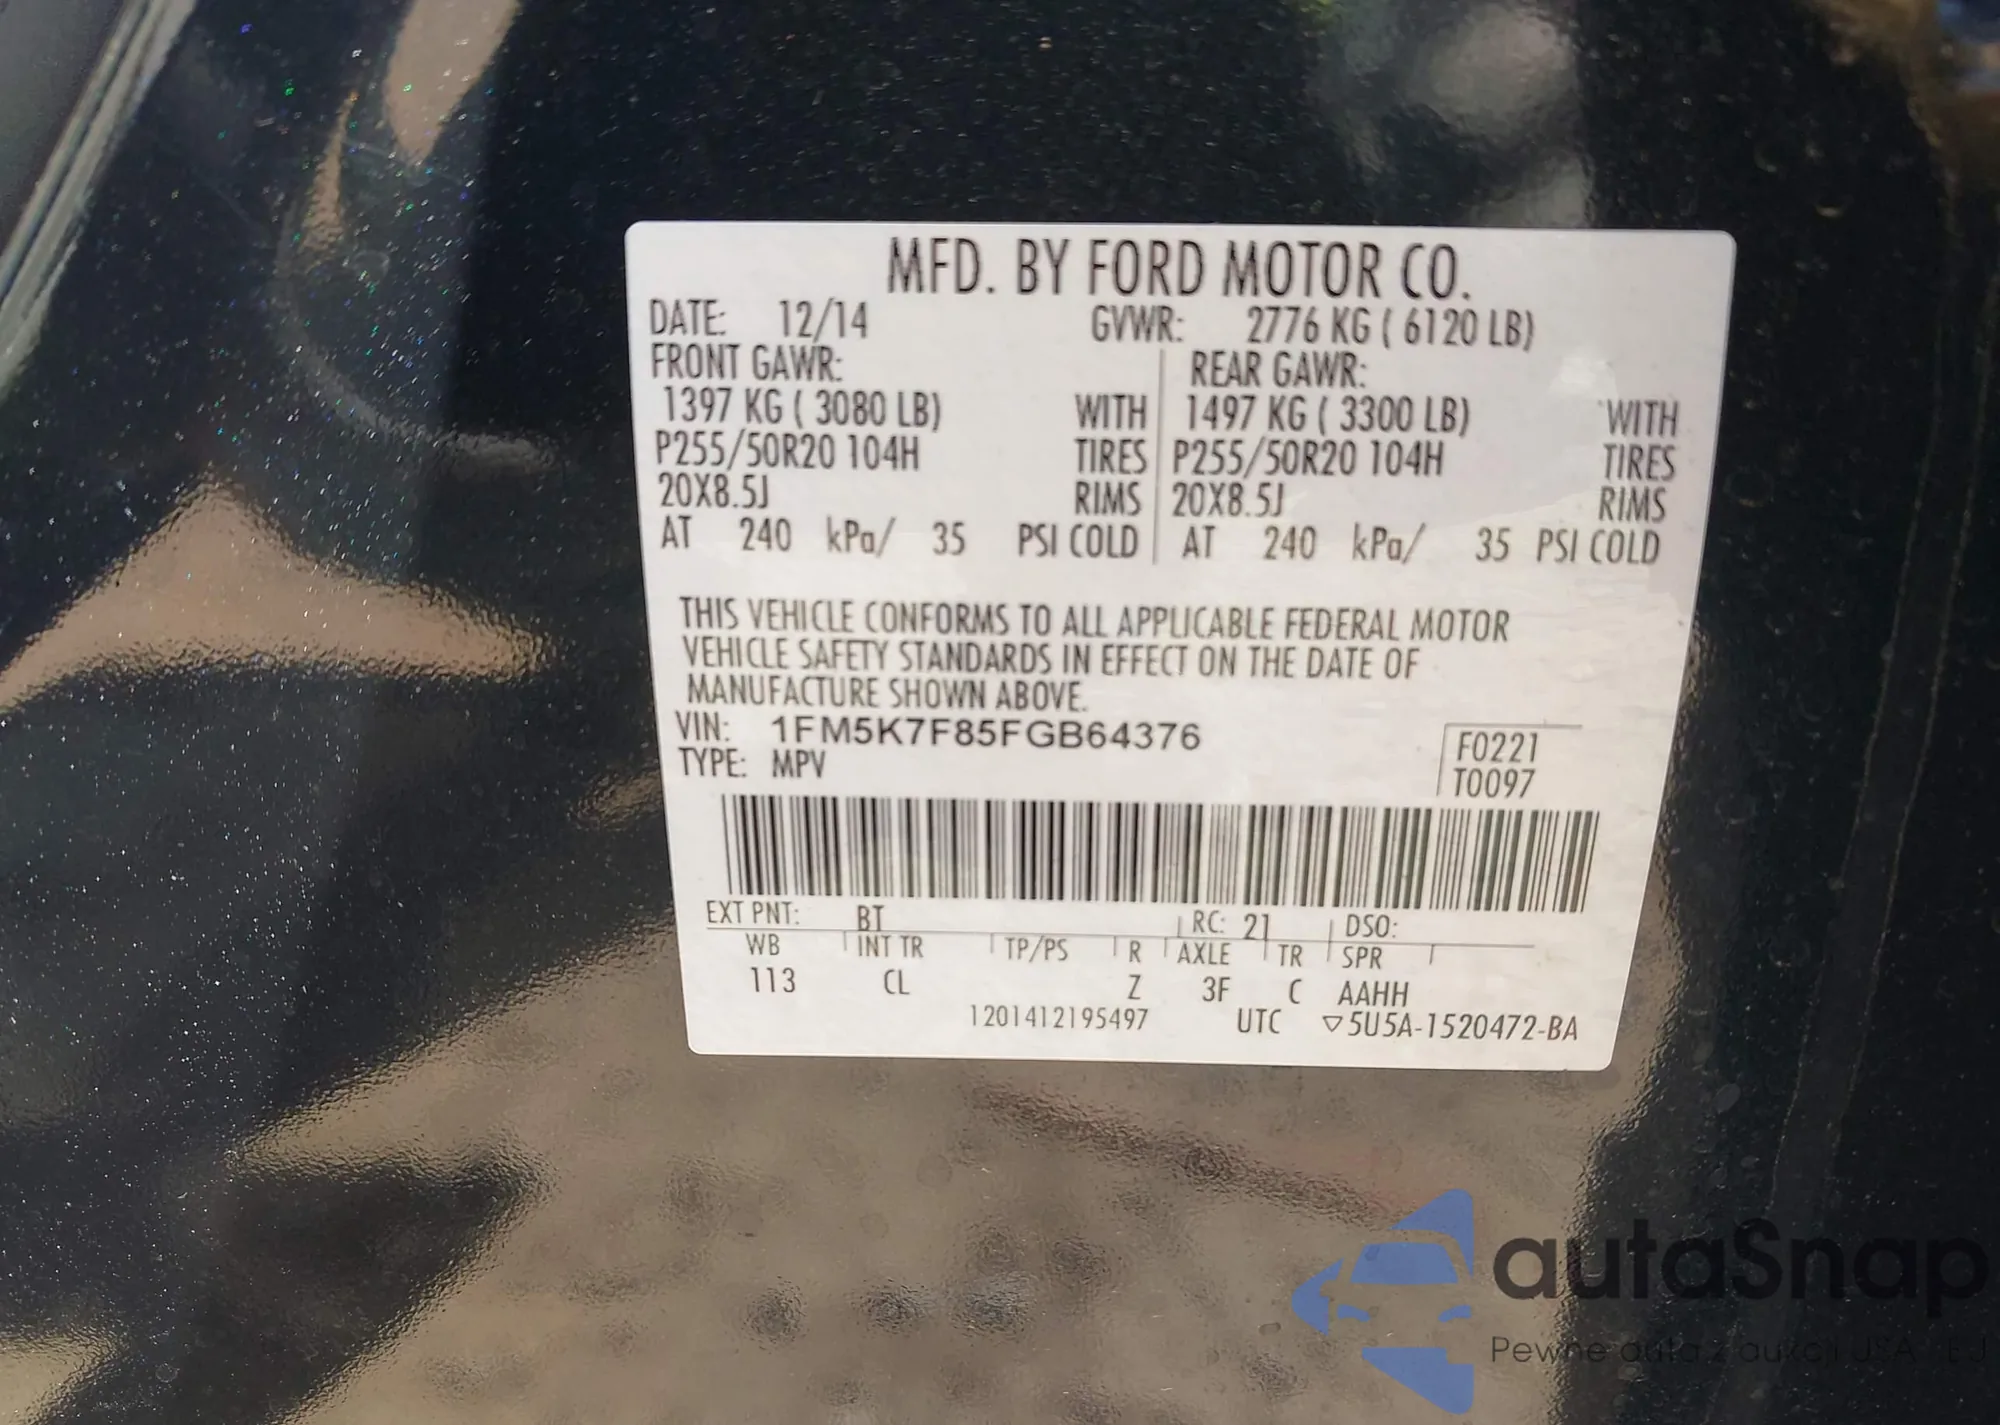 MFD. BY FORD MOTOR CO.
DATE: 12/14 GVWR: 2776 KG ( 6120 LB)
FRONT GAWR: REAR GAWR:
1397 KG ( 3080 LB) WITH 1497 KG ( 3300 LB) WITH
P255/50R20 104H TIRES P255/50R20 104H TIRES
20X8.5J RIMS 20X8.5J RIMS
AT 240 kPa/ 35 PSI COLD AT 240 kPa/ 35 PSI COLD
THIS VEHICLE CONFORMS TO ALL APPLICABLE FEDERAL MOTOR
VEHICLE SAFETY STANDARDS IN EFFECT ON THE DATE OF
MANUFACTURE SHOWN ABOVE.
VIN: 1FM5K7F85FGB64376 F0221
TYPE: MPV T0097
EXT PNT: BT RC: 21 DSO:
WB INT TR TP/PS R AXLE TR SPR
113 CL Z 3F C AAHH
1201412195497 UTC ▽5U5A-1520472-BA
autaSnap
Pewne auta z aukcji USA i EU